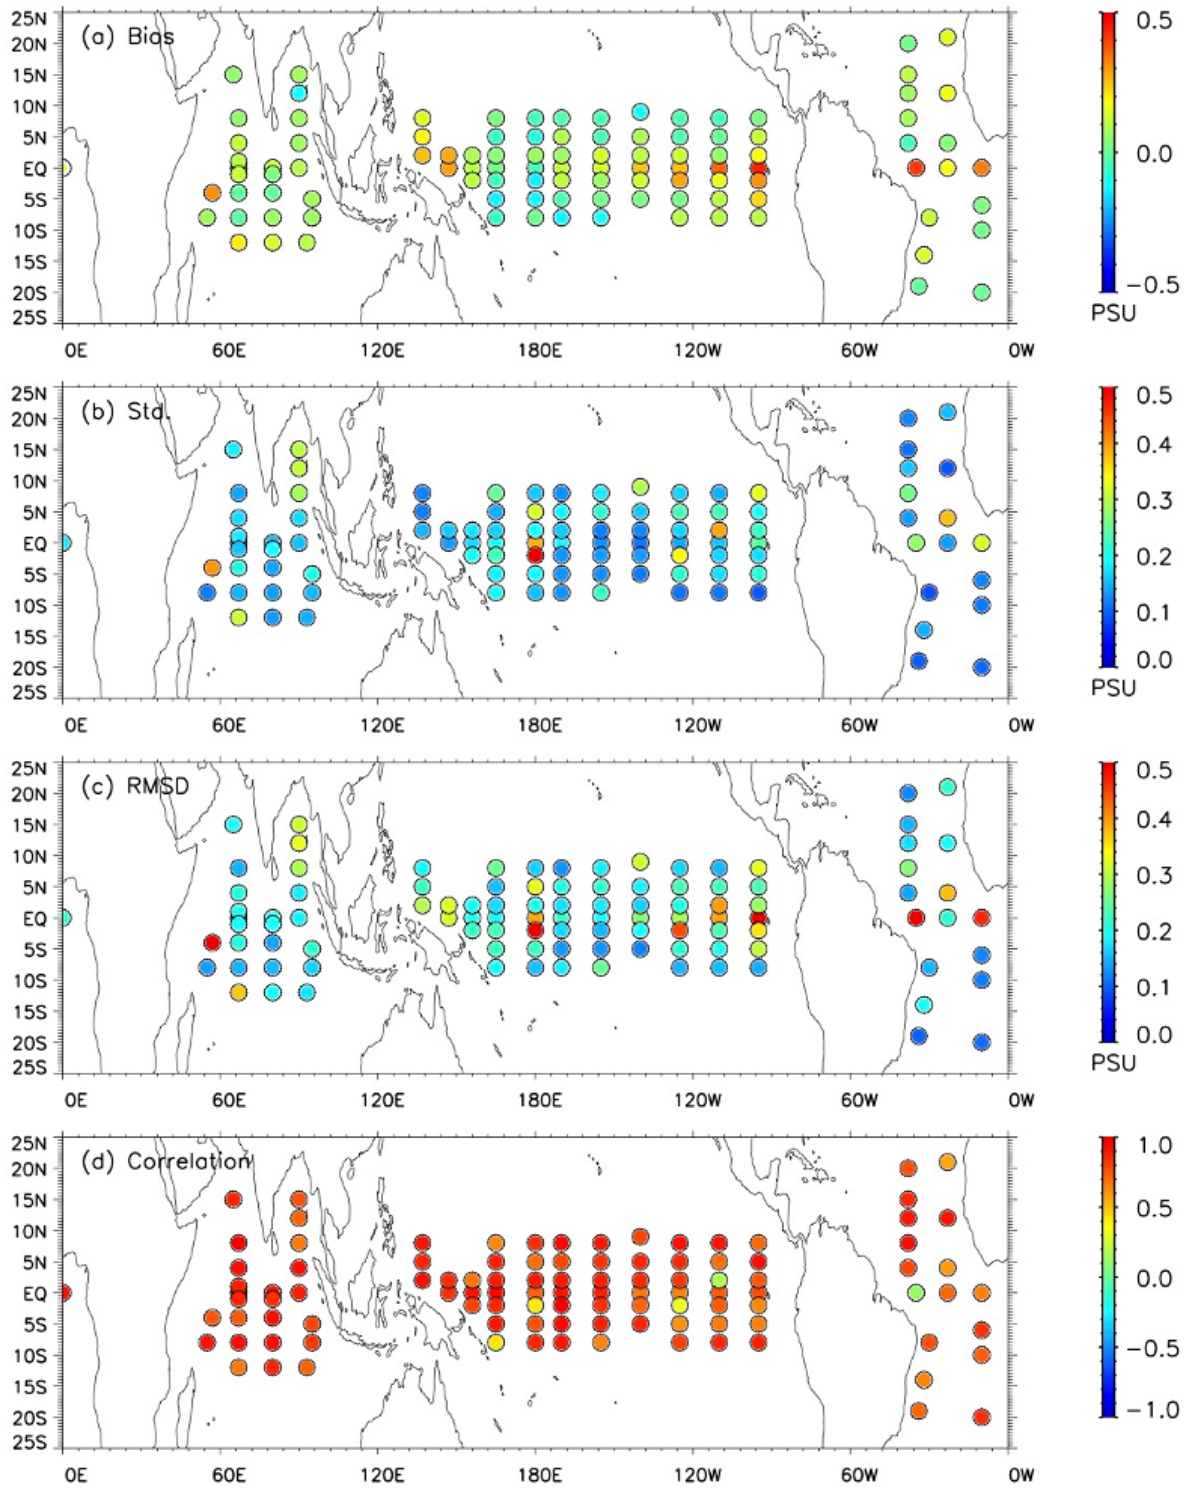 25N
20N
15N
10N
5N
EQ
5S
10S
15S
20S
25S
(a) Bias
0E 60E 120E 180E 120W 60W 0W
0.5
0.0
−0.5
PSU
25N
20N
15N
10N
5N
EQ
5S
10S
15S
20S
25S
(b) Std.
0E 60E 120E 180E 120W 60W 0W
0.5
0.4
0.3
0.2
0.1
0.0
PSU
25N
20N
15N
10N
5N
EQ
5S
10S
15S
20S
25S
(c) RMSD
0E 60E 120E 180E 120W 60W 0W
0.5
0.4
0.3
0.2
0.1
0.0
PSU
25N
20N
15N
10N
5N
EQ
5S
10S
15S
20S
25S
(d) Correlation
0E 60E 120E 180E 120W 60W 0W
1.0
0.5
0.0
−0.5
−1.0